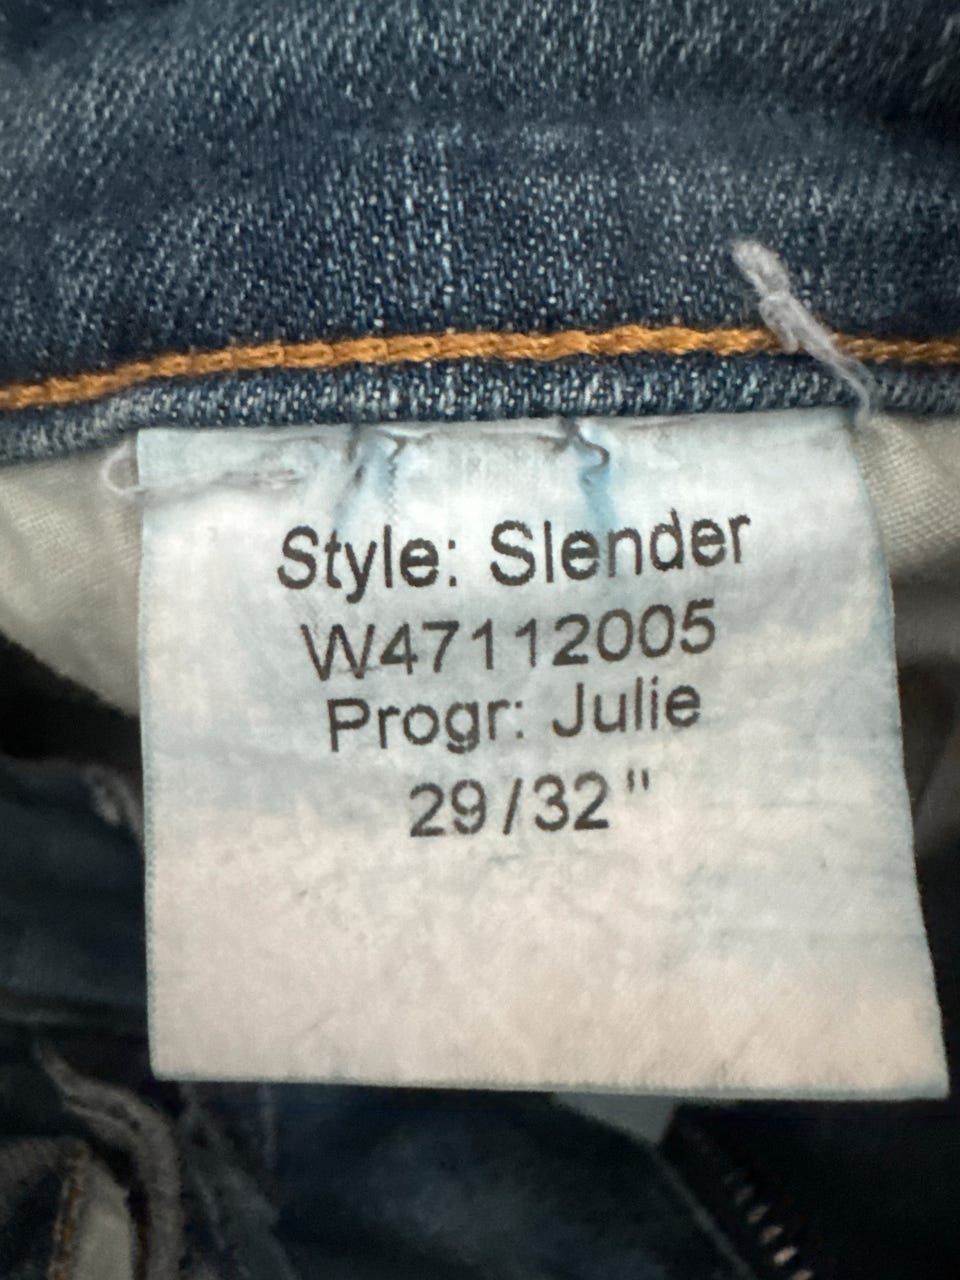 Style: Slender
W47112005
Progr: Julie
29/32"